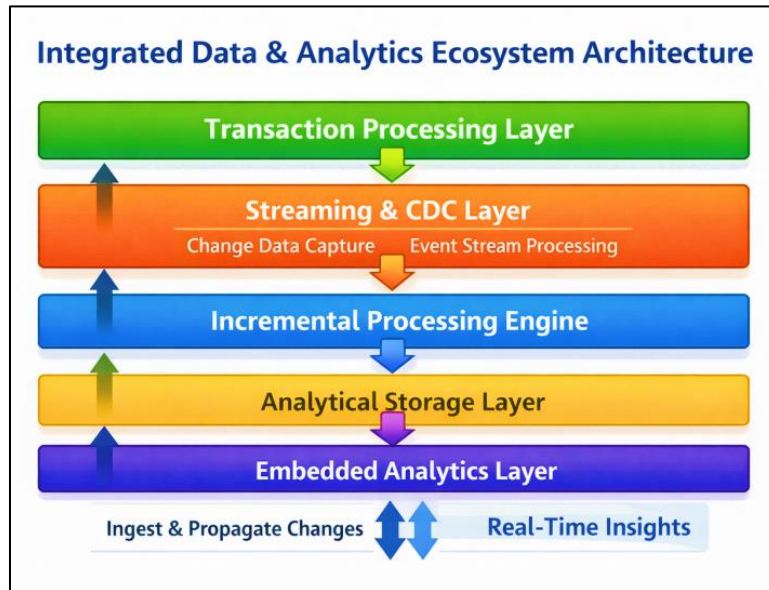 Integrated Data & Analytics Ecosystem Architecture
Transaction Processing Layer
Streaming & CDC Layer
Change Data Capture Event Stream Processing
Incremental Processing Engine
Analytical Storage Layer
Embedded Analytics Layer
Ingest & Propagate Changes Real-Time Insights